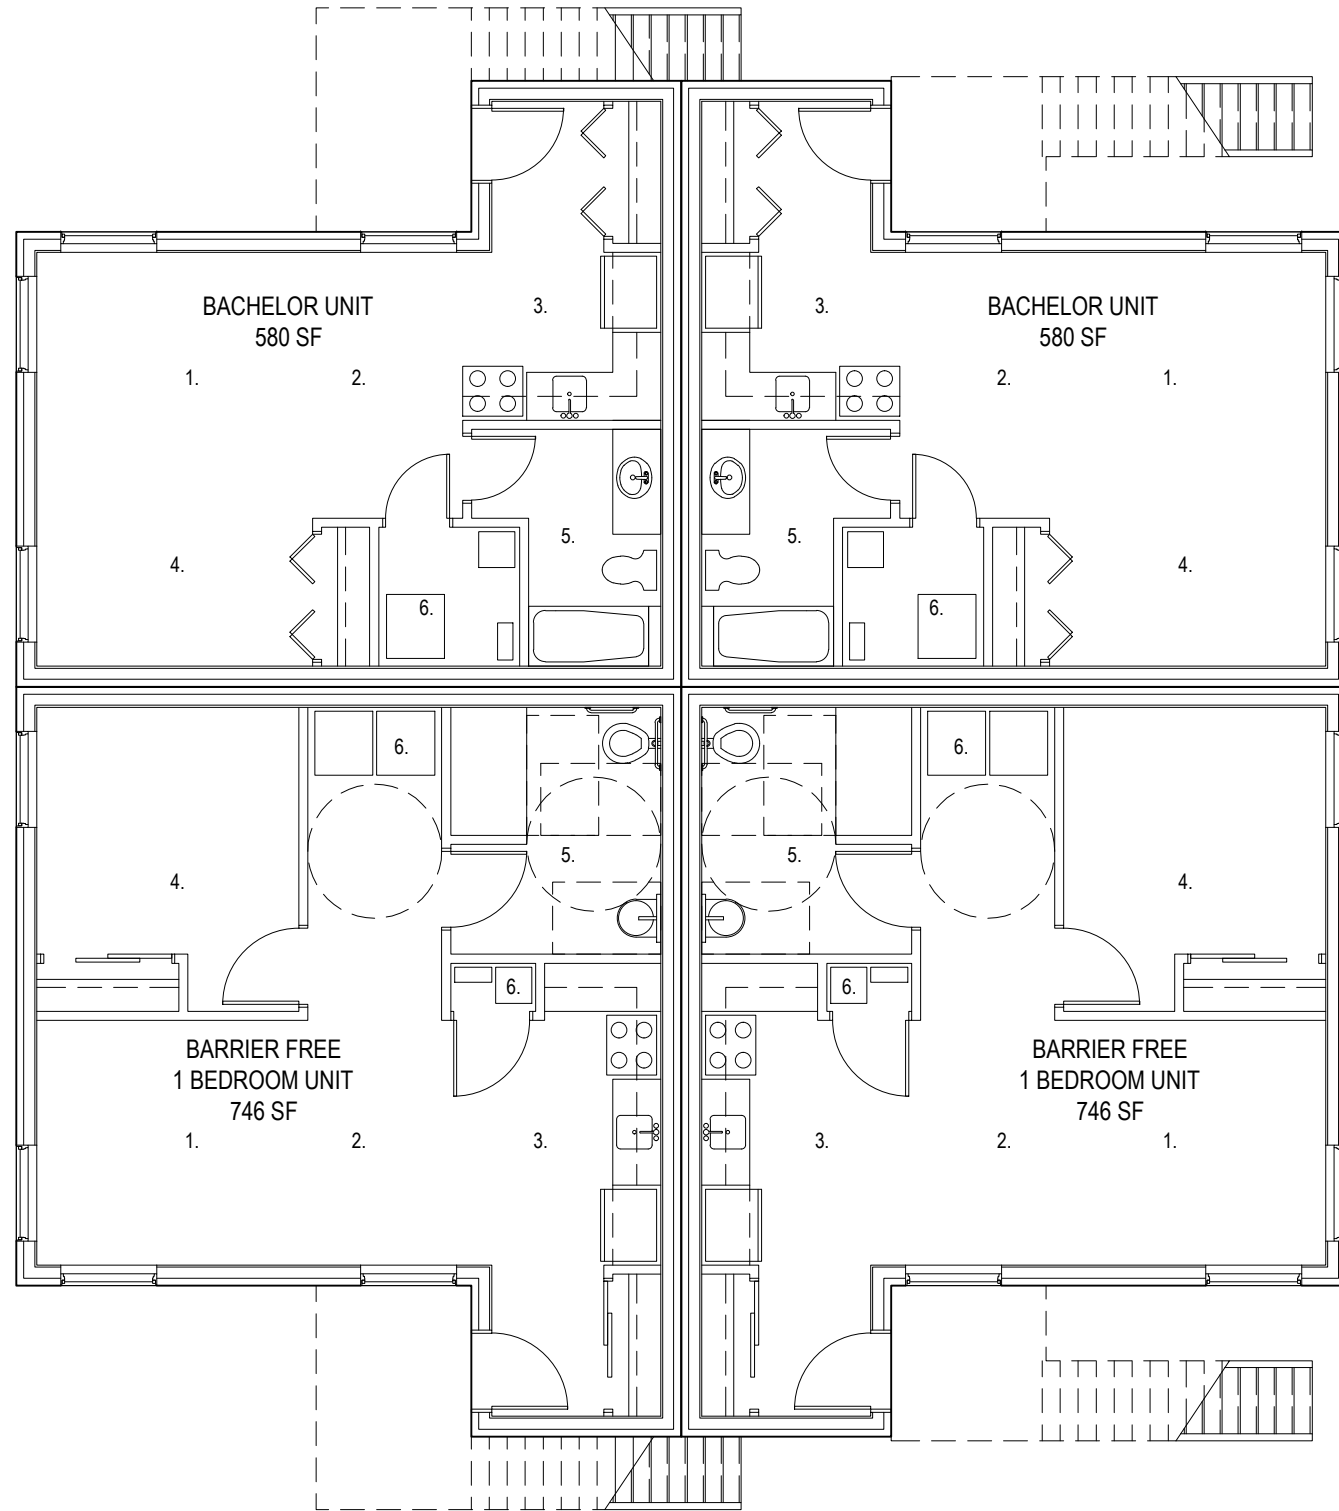 BACHELOR UNIT
580 SF
3.
1.
2.
5.
4.
6.
BACHELOR UNIT
580 SF
3.
2.
1.
5.
4.
6.
6.
4.
5.
6.
BARRIER FREE
1 BEDROOM UNIT
746 SF
1.
2.
3.
6.
5.
4.
6.
BARRIER FREE
1 BEDROOM UNIT
746 SF
3.
2.
1.